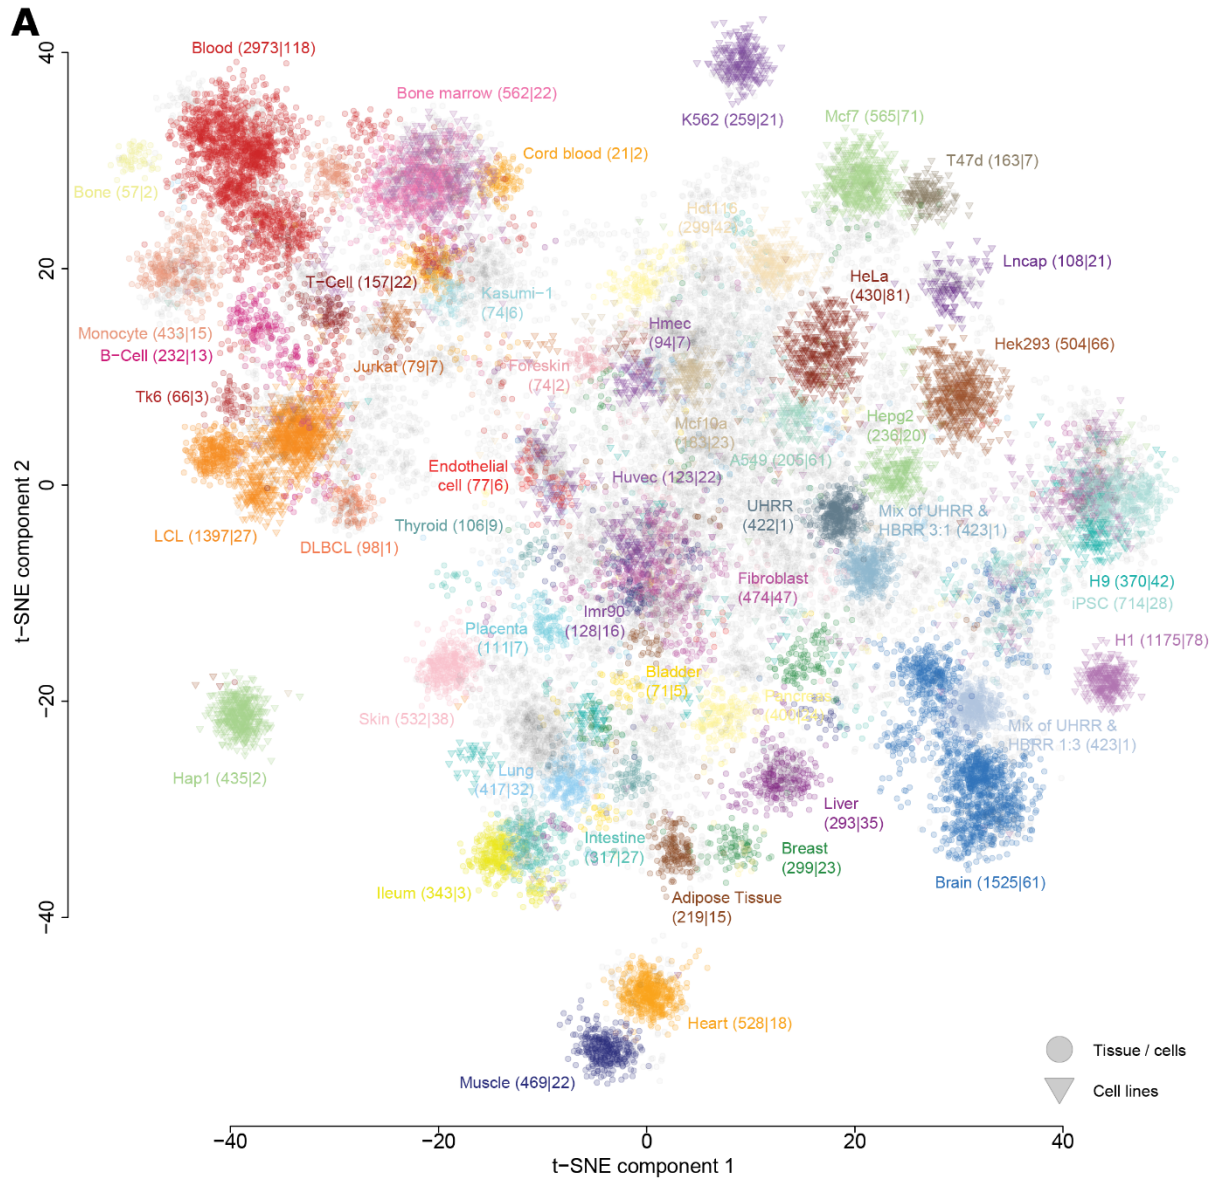 A
Blood (2973|118)
Bone marrow (562|22)
K562 (259|21)
Mcf7 (565|71)
Cord blood (21|2)
T47d (163|7)
Bone (57|2)
Hct116
(299|42)
Lncap (108|21)
T−Cell (157|22)
HeLa
(430|81)
Kasumi−1
(74|6)
Monocyte (433|15)
Hmec
(94|7)
Hek293 (504|66)
B−Cell (232|13)
Jurkat (79|7)
Foreskin
(74|2)
Tk6 (66|3)
Mcf10a
(183|23)
Hepg2
(236|20)
A549 (205|61)
Endothelial
cell (77|6)
Huvec (123|22)
UHRR
(422|1)
Mix of UHRR &
HBRR 3:1 (423|1)
Thyroid (106|9)
LCL (1397|27)
DLBCL (98|1)
Fibroblast
(474|47)
H9 (370|42)
iPSC (714|28)
Imr90
(128|16)
Placenta
(111|7)
H1 (1175|78)
Bladder
(71|5)
Pancreas
Skin (532|38)
Mix of UHRR &
HBRR 1:3 (423|1)
Hap1 (435|2)
Lung
(417|32)
Liver
(293|35)
Intestine
(317|27)
Breast
(299|23)
Ileum (343|3)
Brain (1525|61)
Adipose Tissue
(219|15)
Heart (528|18)
Muscle (469|22)
Tissue / cells
Cell lines
40
20
0
−20
−40
t−SNE component 2
−40
−20
0
20
40
t−SNE component 1